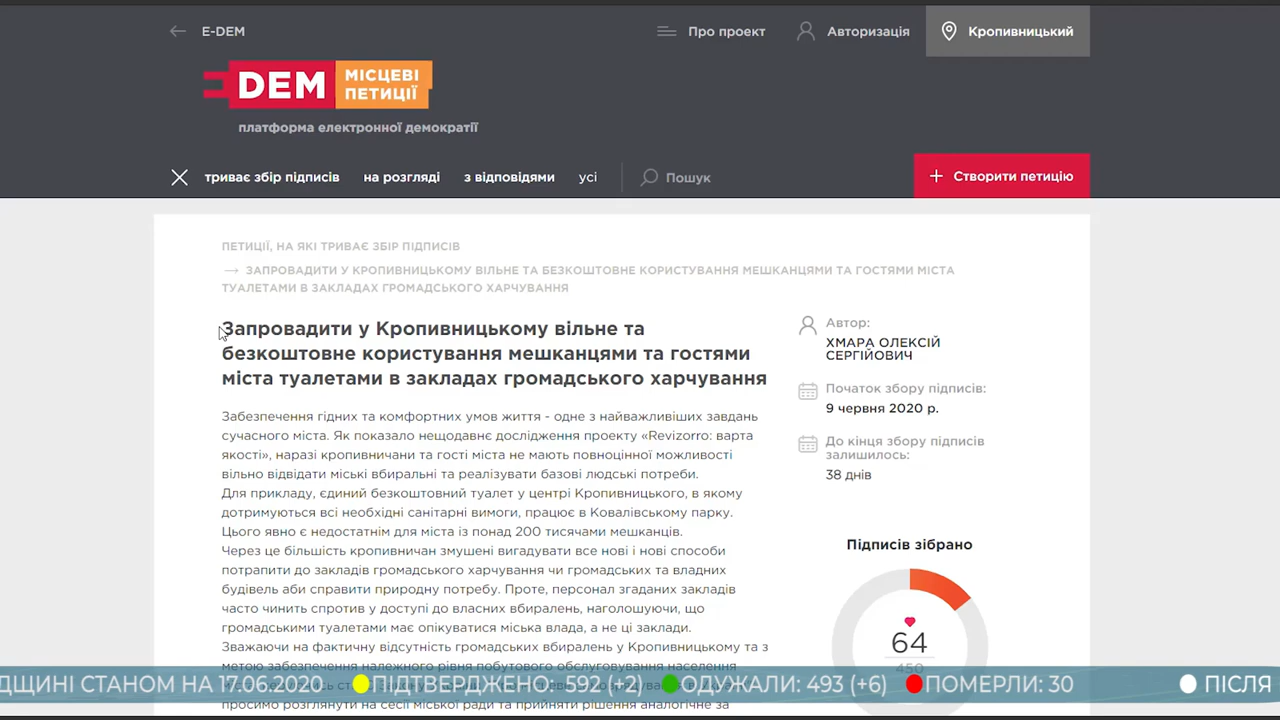 E-DEM
Про проект
Авторизація
Кропивницький
DEM МІСЦЕВІ ПЕТИЦІЇ
платформа електронної демократії
триває збір підписів
на розгляді
з відповідями
усі
Пошук
+ Створити петицію
ПЕТИЦІЇ, НА ЯКІ ТРИВАЄ ЗБІР ПІДПИСІВ
→ ЗАПРОВАДИТИ У КРОПИВНИЦЬКОМУ ВІЛЬНЕ ТА БЕЗКОШТОВНЕ КОРИСТУВАННЯ МЕШКАНЦЯМИ ТА ГОСТЯМИ МІСТА
ТУАЛЕТАМИ В ЗАКЛАДАХ ГРОМАДСЬКОГО ХАРЧУВАННЯ
Запровадити у Кропивницькому вільне та
безкоштовне користування мешканцями та гостями
міста туалетами в закладах громадського харчування
Забезпечення гідних та комфортних умов життя - одне з найважливіших завдань
сучасного міста. Як показало нещодавнє дослідження проекту «Revizorro: варта
якості», наразі кропивничани та гості міста не мають повноцінної можливості
вільно відвідати міські вбиральні та реалізувати базові людські потреби.
Для прикладу, єдиний безкоштовний туалет у центрі Кропивницького, в якому
дотримуються всі необхідні санітарні вимоги, працює в Ковалівському парку.
Цього явно є недостатнім для міста із понад 200 тисячами мешканців.
Через це більшість кропивничан змушені вигадувати все нові і нові способи
потрапити до закладів громадського харчування чи громадських та владних
будівель аби справити природну потребу. Проте, персонал згаданих закладів
часто чинить спротив у доступі до власних вбиралень, наголошуючи, що
громадськими туалетами має опікуватися міська влада, а не ці заклади.
Зважаючи на фактичну відсутність громадських вбиралень у Кропивницькому та з
метою забезпечення належного рівня побутового обслуговування населення
просимо розглянути на сесії міської ради та прийняти рішення аналогічне за
Автор:
ХМАРА ОЛЕКСІЙ
СЕРГІЙОВИЧ
Початок збору підписів:
9 червня 2020 р.
До кінця збору підписів
залишилось:
38 днів
Підписів зібрано
64
450
ДЩИНІ СТАНОМ НА 17.06.2020: ПІДТВЕРДЖЕНО: 595 (+2) ОДУЖАЛИ: 493 (+6) ПОМЕРЛИ: 30 ПІСЛЯ